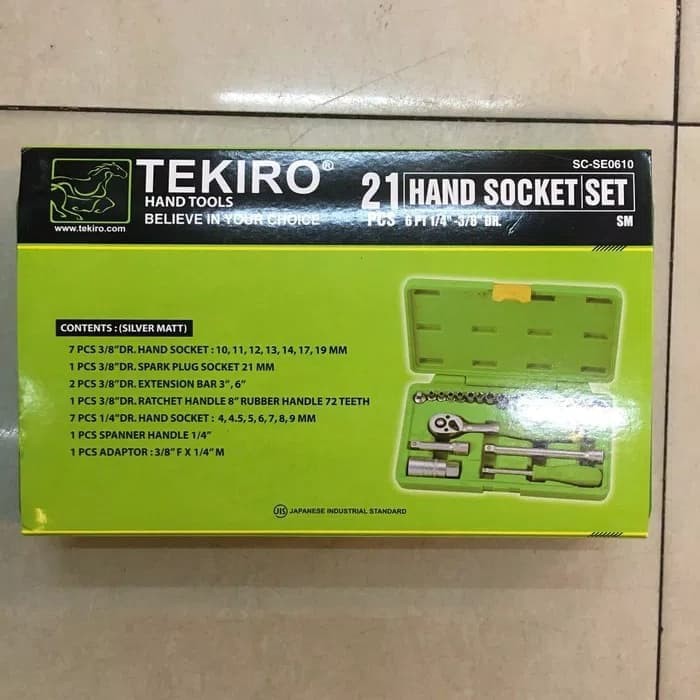 SC-SE0610
TEKIRO®
HAND TOOLS
BELIEVE IN YOUR CHOICE
www.tekiro.com
21 PCS
HAND SOCKET SET
6 PT 1/4"-3/8" DR.
SM
CONTENTS : (SILVER MATT)
7 PCS 3/8"DR. HAND SOCKET : 10, 11, 12, 13, 14, 17, 19 MM
1 PCS 3/8"DR. SPARK PLUG SOCKET 21 MM
2 PCS 3/8"DR. EXTENSION BAR 3", 6"
1 PCS 3/8"DR. RATCHET HANDLE 8" RUBBER HANDLE 72 TEETH
7 PCS 1/4"DR. HAND SOCKET : 4, 4.5, 5, 6, 7, 8, 9 MM
1 PCS SPANNER HANDLE 1/4"
1 PCS ADAPTOR : 3/8"F X 1/4"M
JIS JAPANESE INDUSTRIAL STANDARD